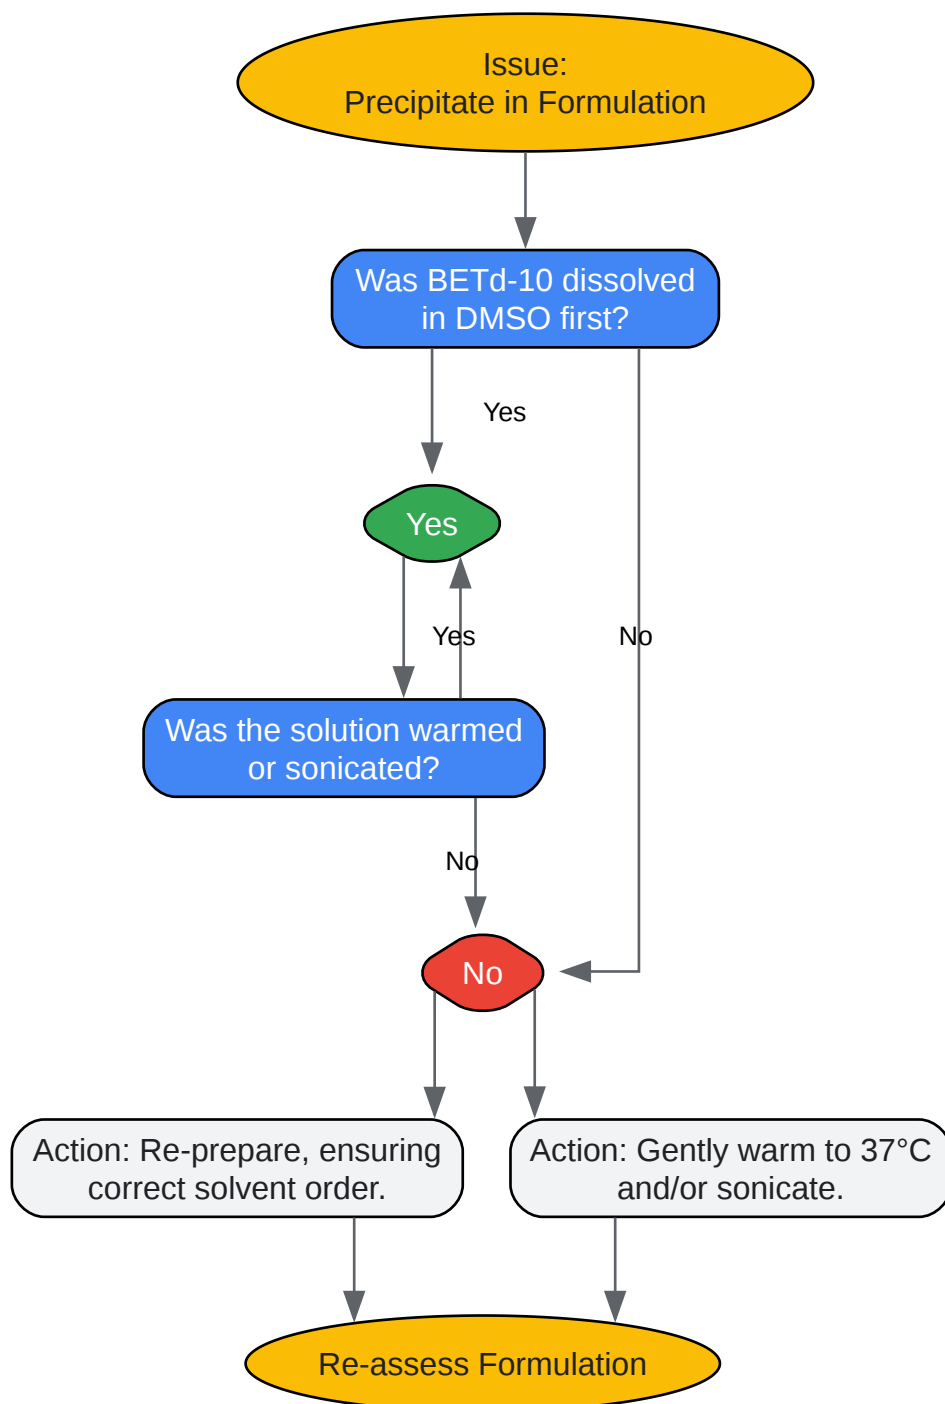 Issue:
Precipitate in Formulation
Was BETd-10 dissolved
in DMSO first?
Yes
Yes
Yes
No
Was the solution warmed
or sonicated?
No
No
Action: Re-prepare, ensuring
correct solvent order.
Action: Gently warm to 37°C
and/or sonicate.
Re-assess Formulation